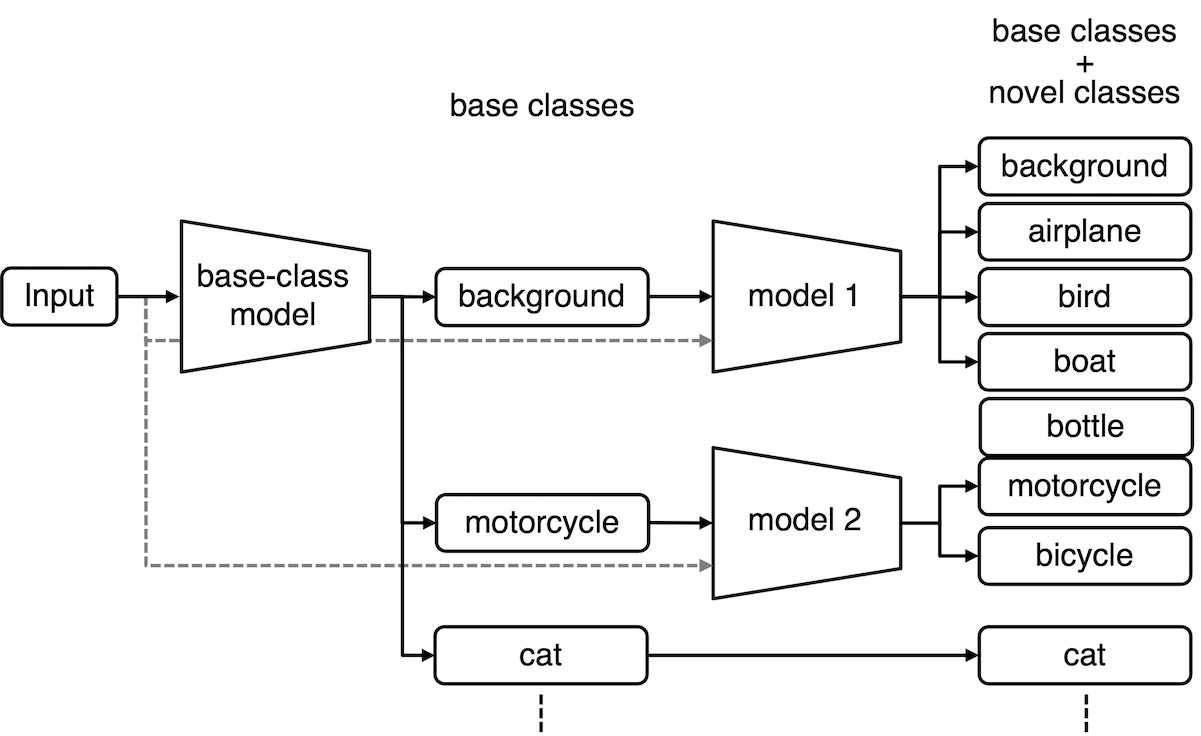 base classes
+
novel classes
base classes
background
airplane
base-class
model
Input
background
model 1
bird
boat
bottle
motorcycle
motorcycle
model 2
bicycle
cat
cat